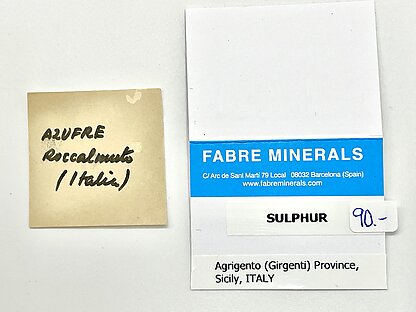 AZUFRE
Roccalmuto
(Italia)
FABRE MINERALS
C/ Arc de Sant Martí 79 Local 08032 Barcelona (Spain)
www.fabreminerals.com
SULPHUR
90.-
Agrigento (Girgenti) Province,
Sicily, ITALY